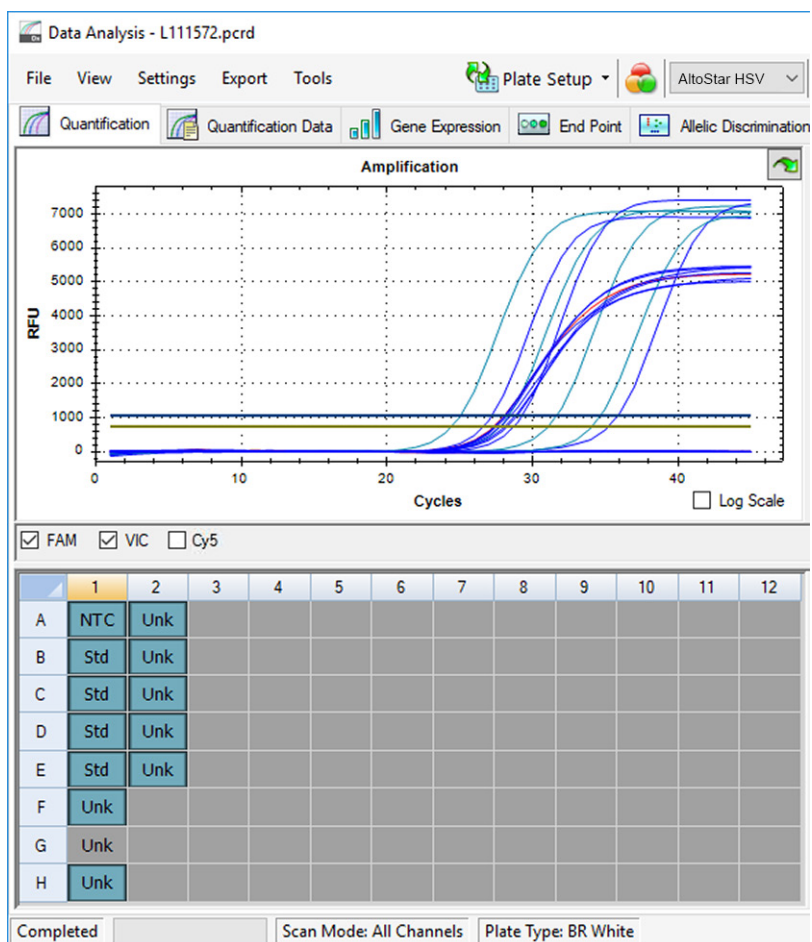 Data Analysis - L111572.pcrd
File View Settings Export Tools Plate Setup AltoStar HSV
Quantification Quantification Data Gene Expression End Point Allelic Discrimination
Amplification
7000
6000
5000
4000
3000
2000
1000
0
RFU
0 10 20 30 40
Cycles
Log Scale
FAM VIC Cy5
1 2 3 4 5 6 7 8 9 10 11 12
A NTC Unk
B Std Unk
C Std Unk
D Std Unk
E Std Unk
F Unk
G Unk
H Unk
Completed Scan Mode: All Channels Plate Type: BR White